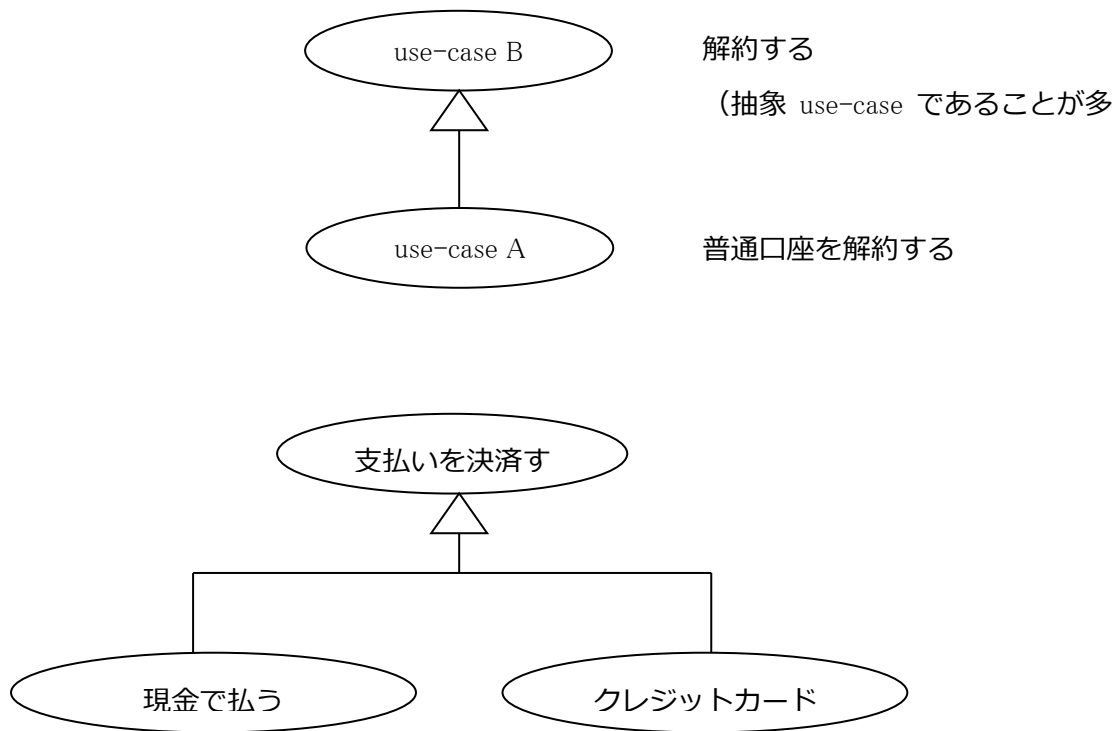 use-case B
解約する
（抽象 use-case であることが多
use-case A
普通口座を解約する
支払いを決済す
現金で払う
クレジットカード